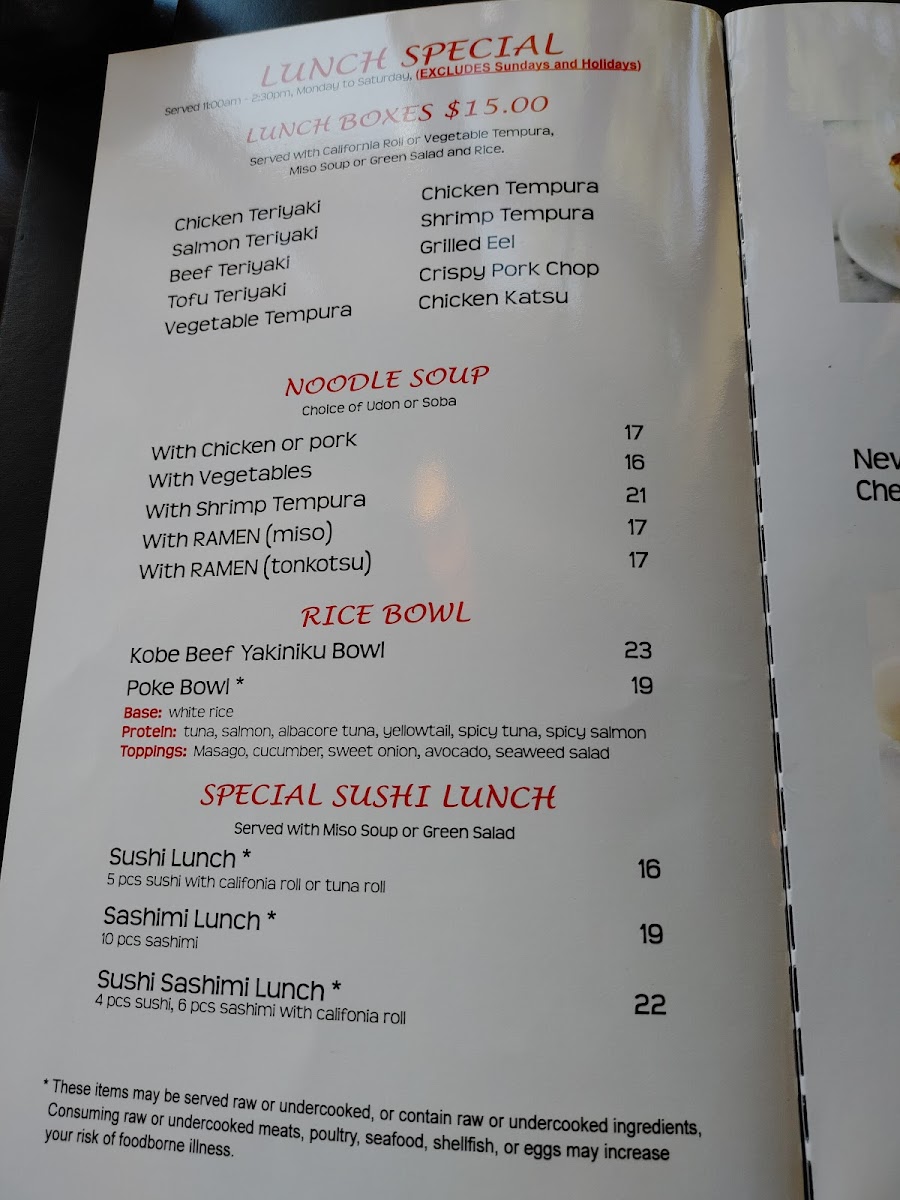 LUNCH SPECIAL
Served 11:00am - 2:30pm, Monday to Saturday, (EXCLUDES Sundays and Holidays)
LUNCH BOXES $15.00
Served with California Roll or Vegetable Tempura,
Miso Soup or Green Salad and Rice.
Chicken Teriyaki
Salmon Teriyaki
Beef Teriyaki
Tofu Teriyaki
Vegetable Tempura
Chicken Tempura
Shrimp Tempura
Grilled Eel
Crispy Pork Chop
Chicken Katsu
NOODLE SOUP
Choice of Udon or Soba
With Chicken or pork 17
With Vegetables 16
With Shrimp Tempura 21
With RAMEN (miso) 17
With RAMEN (tonkotsu) 17
RICE BOWL
Kobe Beef Yakiniku Bowl 23
Poke Bowl * 19
Base: white rice
Protein: tuna, salmon, albacore tuna, yellowtail, spicy tuna, spicy salmon
Toppings: Masago, cucumber, sweet onion, avocado, seaweed salad
SPECIAL SUSHI LUNCH
Served with Miso Soup or Green Salad
Sushi Lunch * 16
5 pcs sushi with califonia roll or tuna roll
Sashimi Lunch * 19
10 pcs sashimi
Sushi Sashimi Lunch * 22
4 pcs sushi, 6 pcs sashimi with califonia roll
* These items may be served raw or undercooked, or contain raw or undercooked ingredients,
Consuming raw or undercooked meats, poultry, seafood, shellfish, or eggs may increase
your risk of foodborne illness.